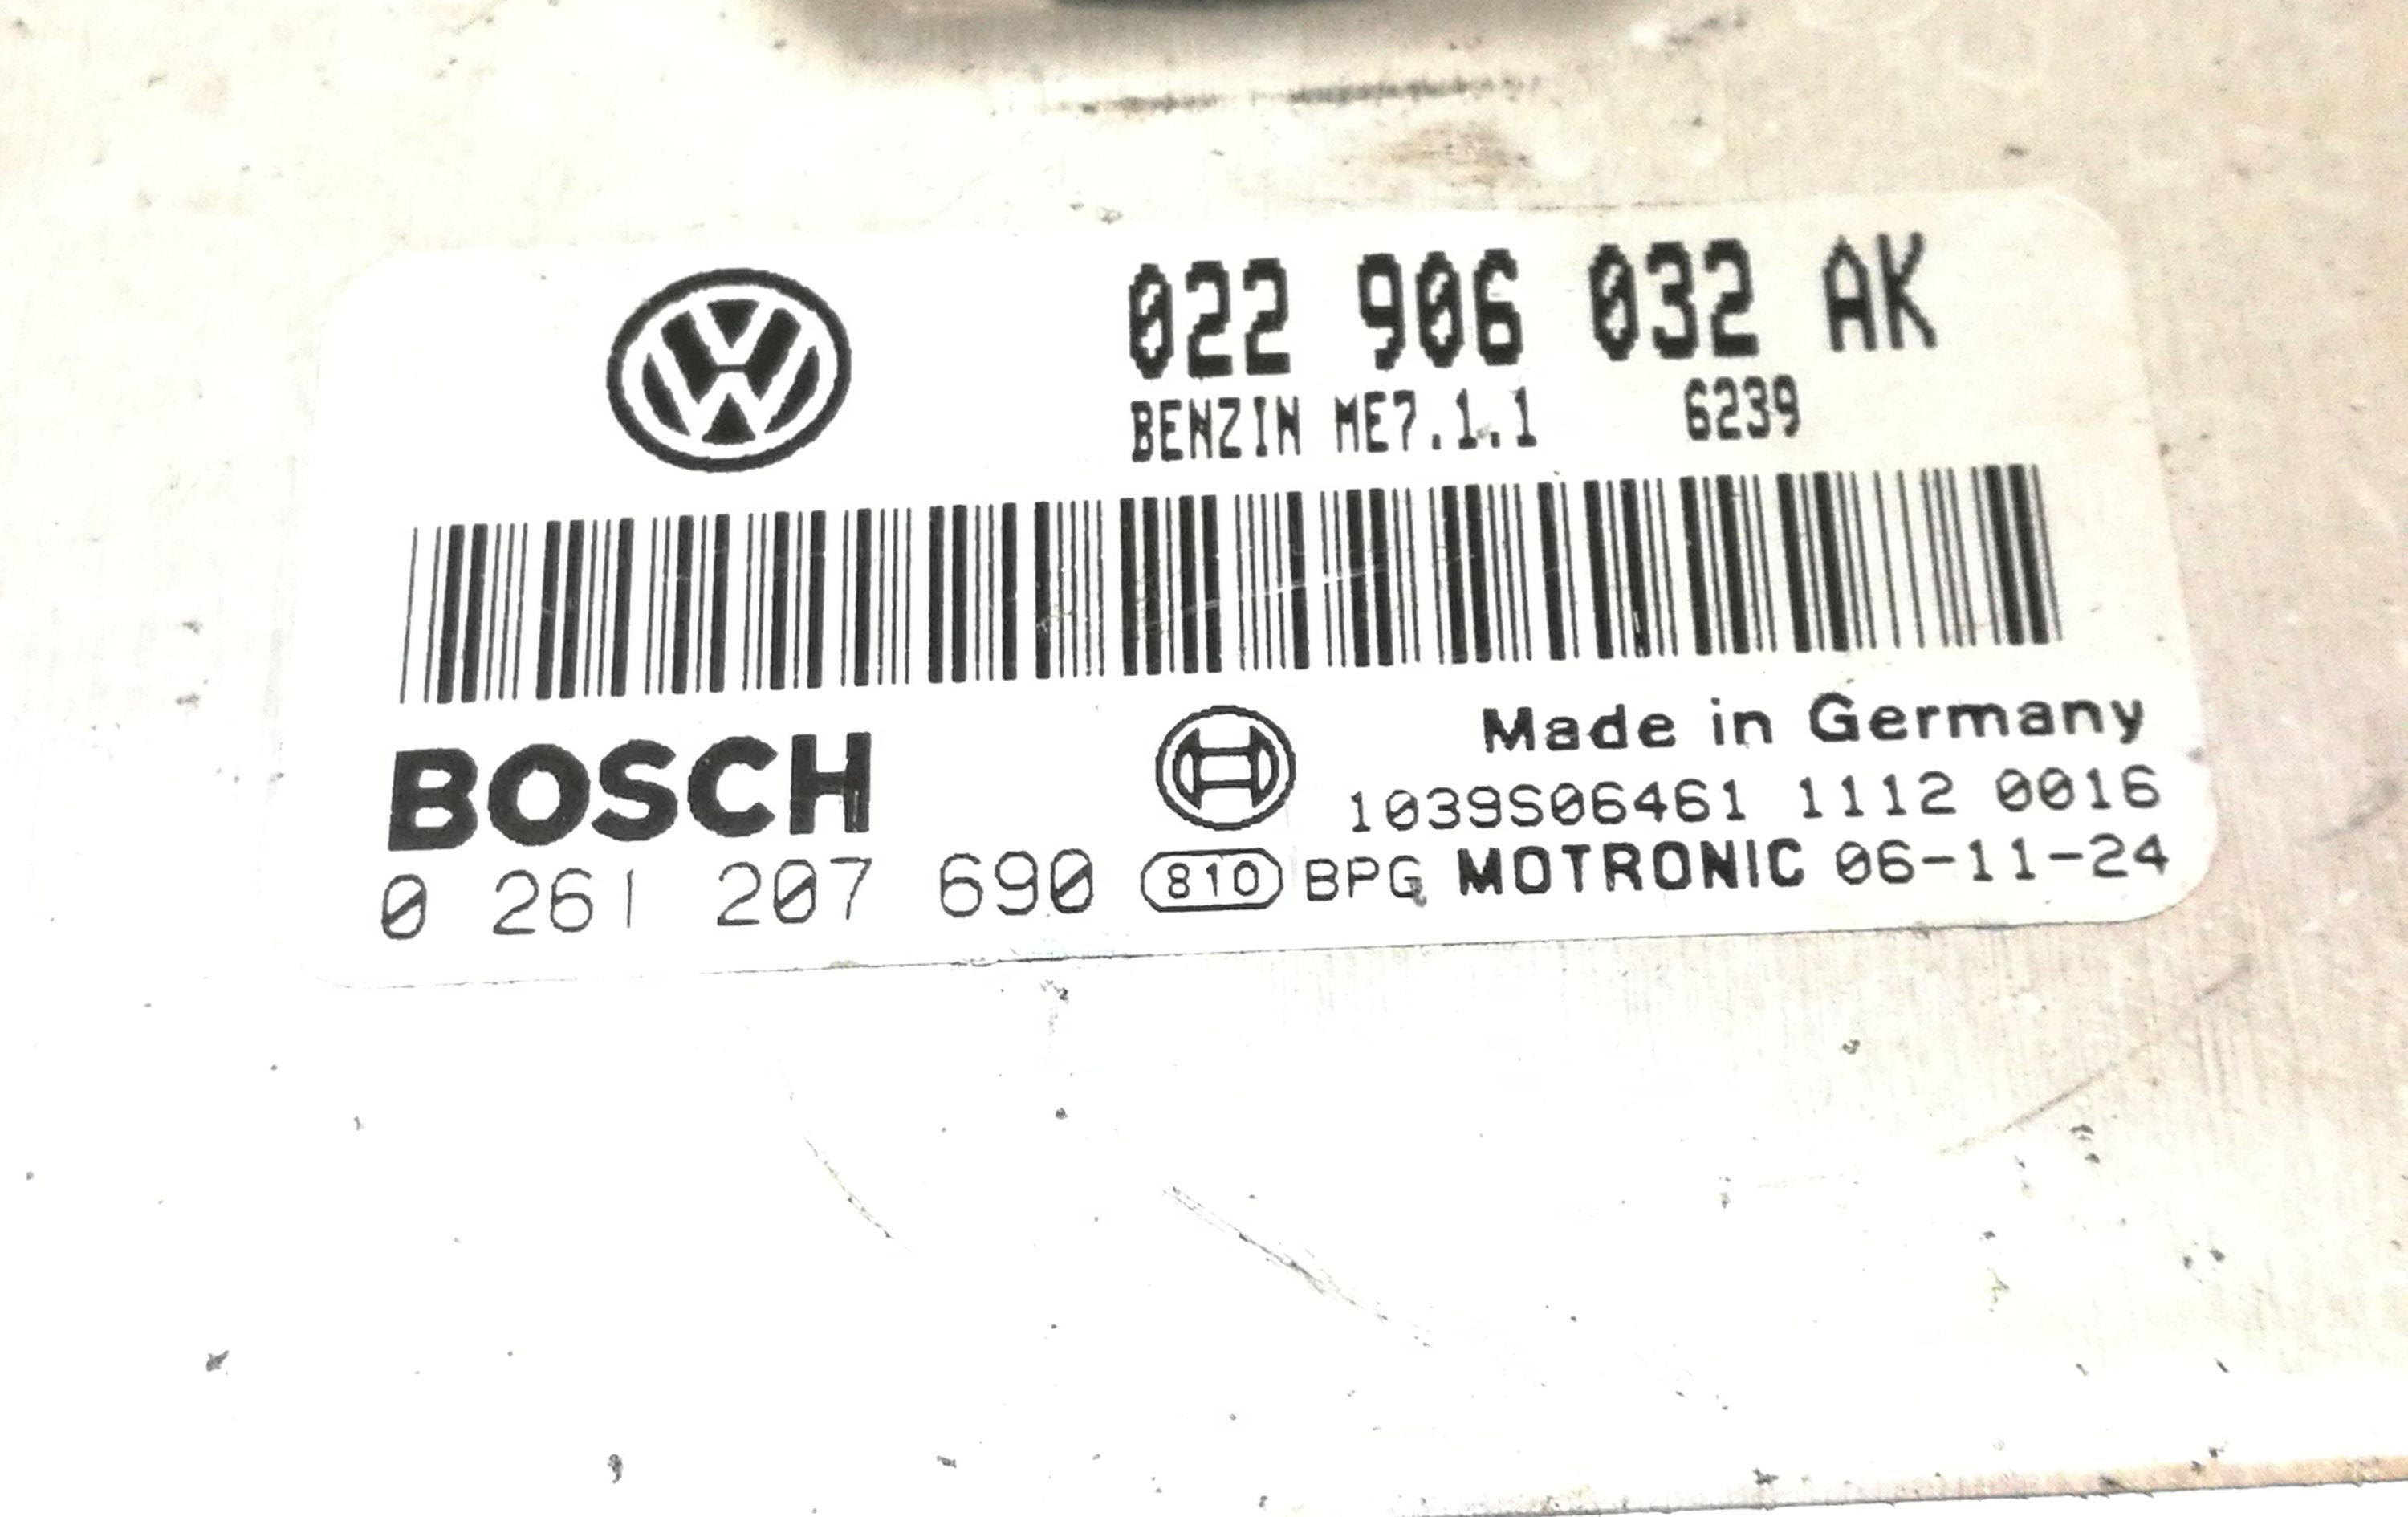 022 906 032 AK
BENZIN ME7.1.1 6239
BOSCH
Made in Germany
1039S06461 1112 0016
0 261 207 690 810 BPG MOTRONIC 06-11-24